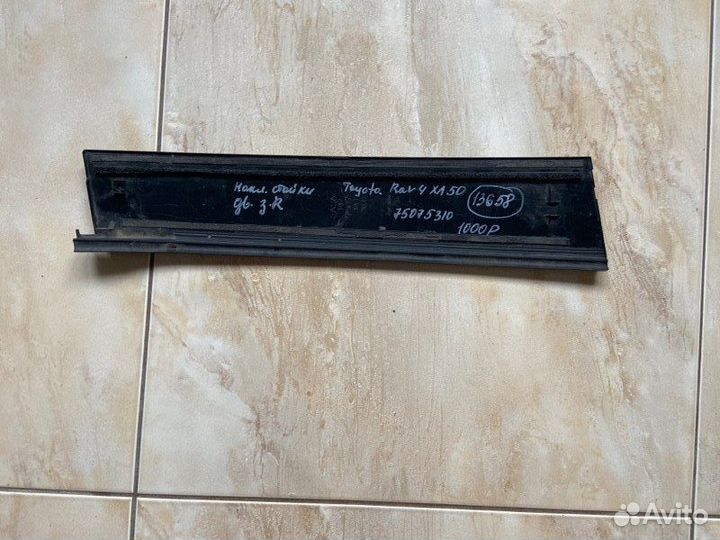 накл. стойки
дв. з.R
Toyota Rav 4 XA50
75075310
13658
1000р
Avito